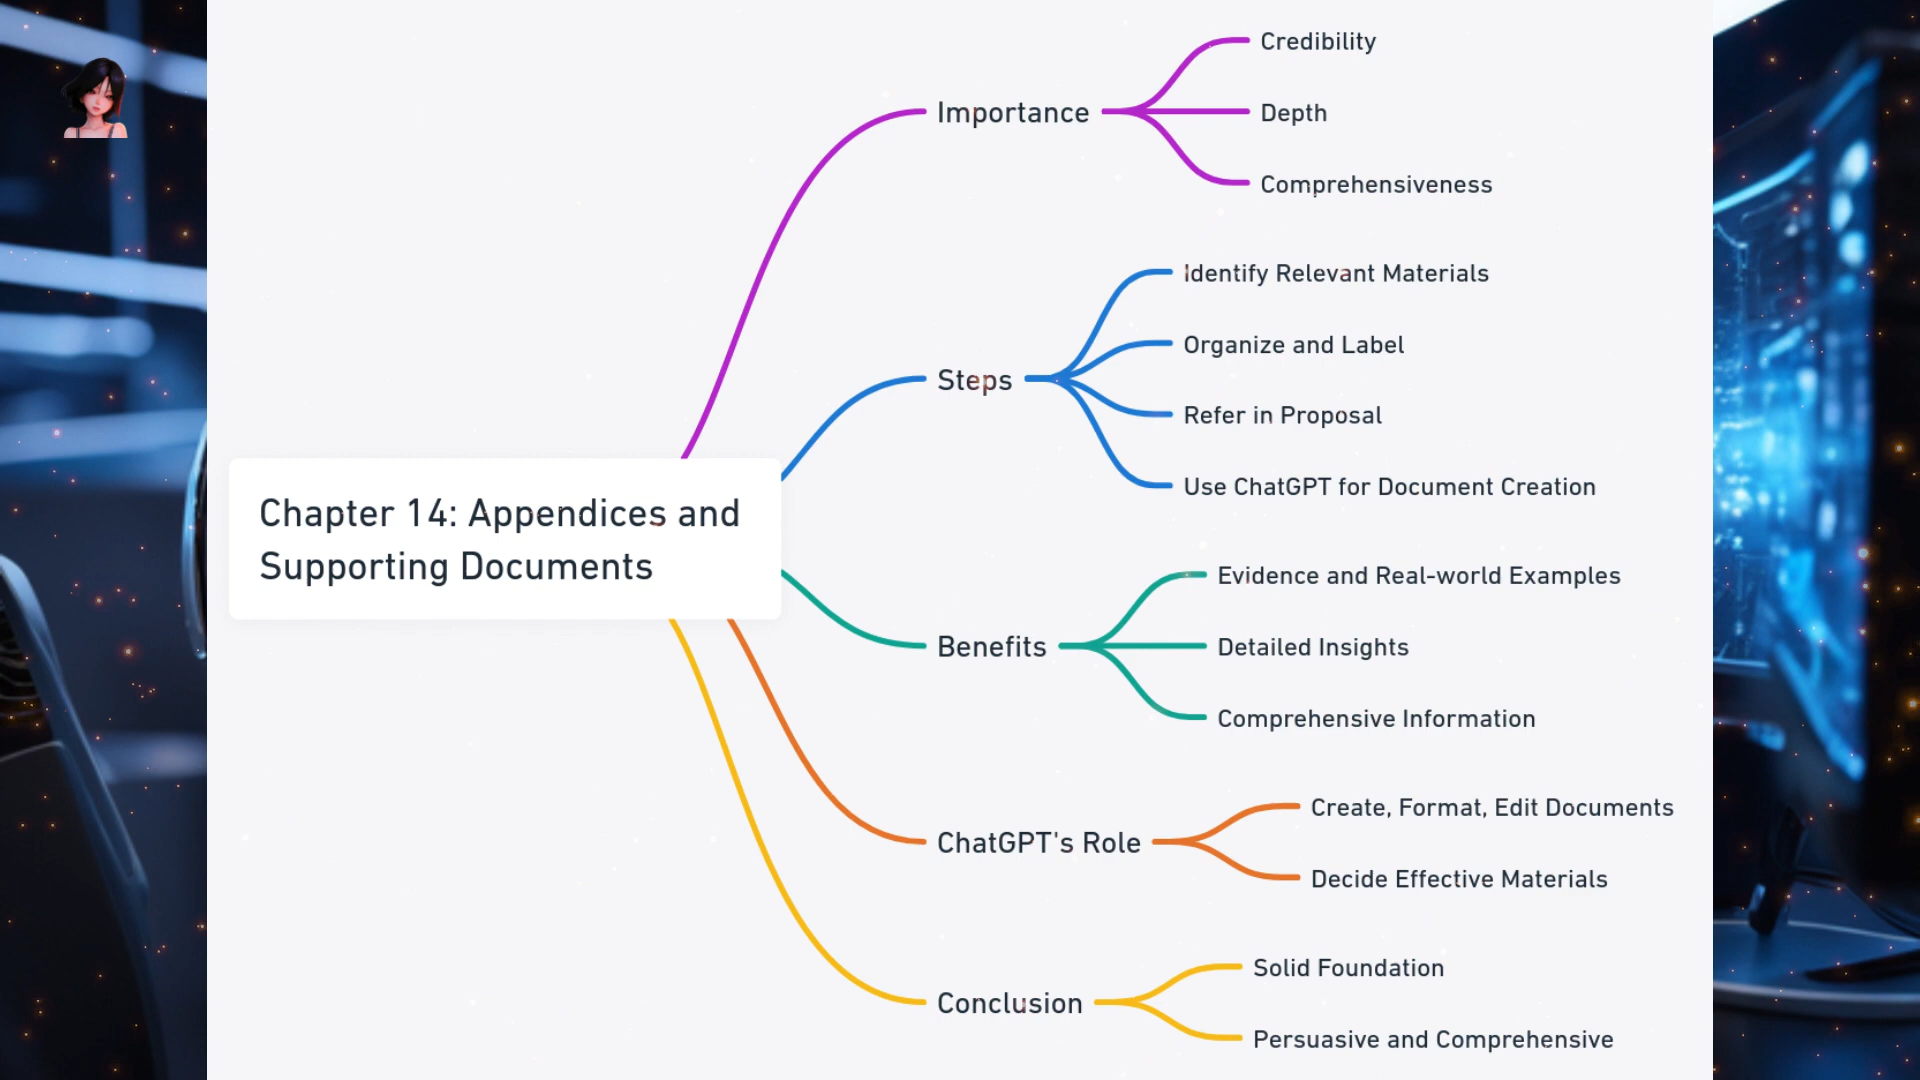 Chapter 14: Appendices and
Supporting Documents
Importance
Credibility
Depth
Comprehensiveness
Steps
Identify Relevant Materials
Organize and Label
Refer in Proposal
Use ChatGPT for Document Creation
Benefits
Evidence and Real-world Examples
Detailed Insights
Comprehensive Information
ChatGPT's Role
Create, Format, Edit Documents
Decide Effective Materials
Conclusion
Solid Foundation
Persuasive and Comprehensive